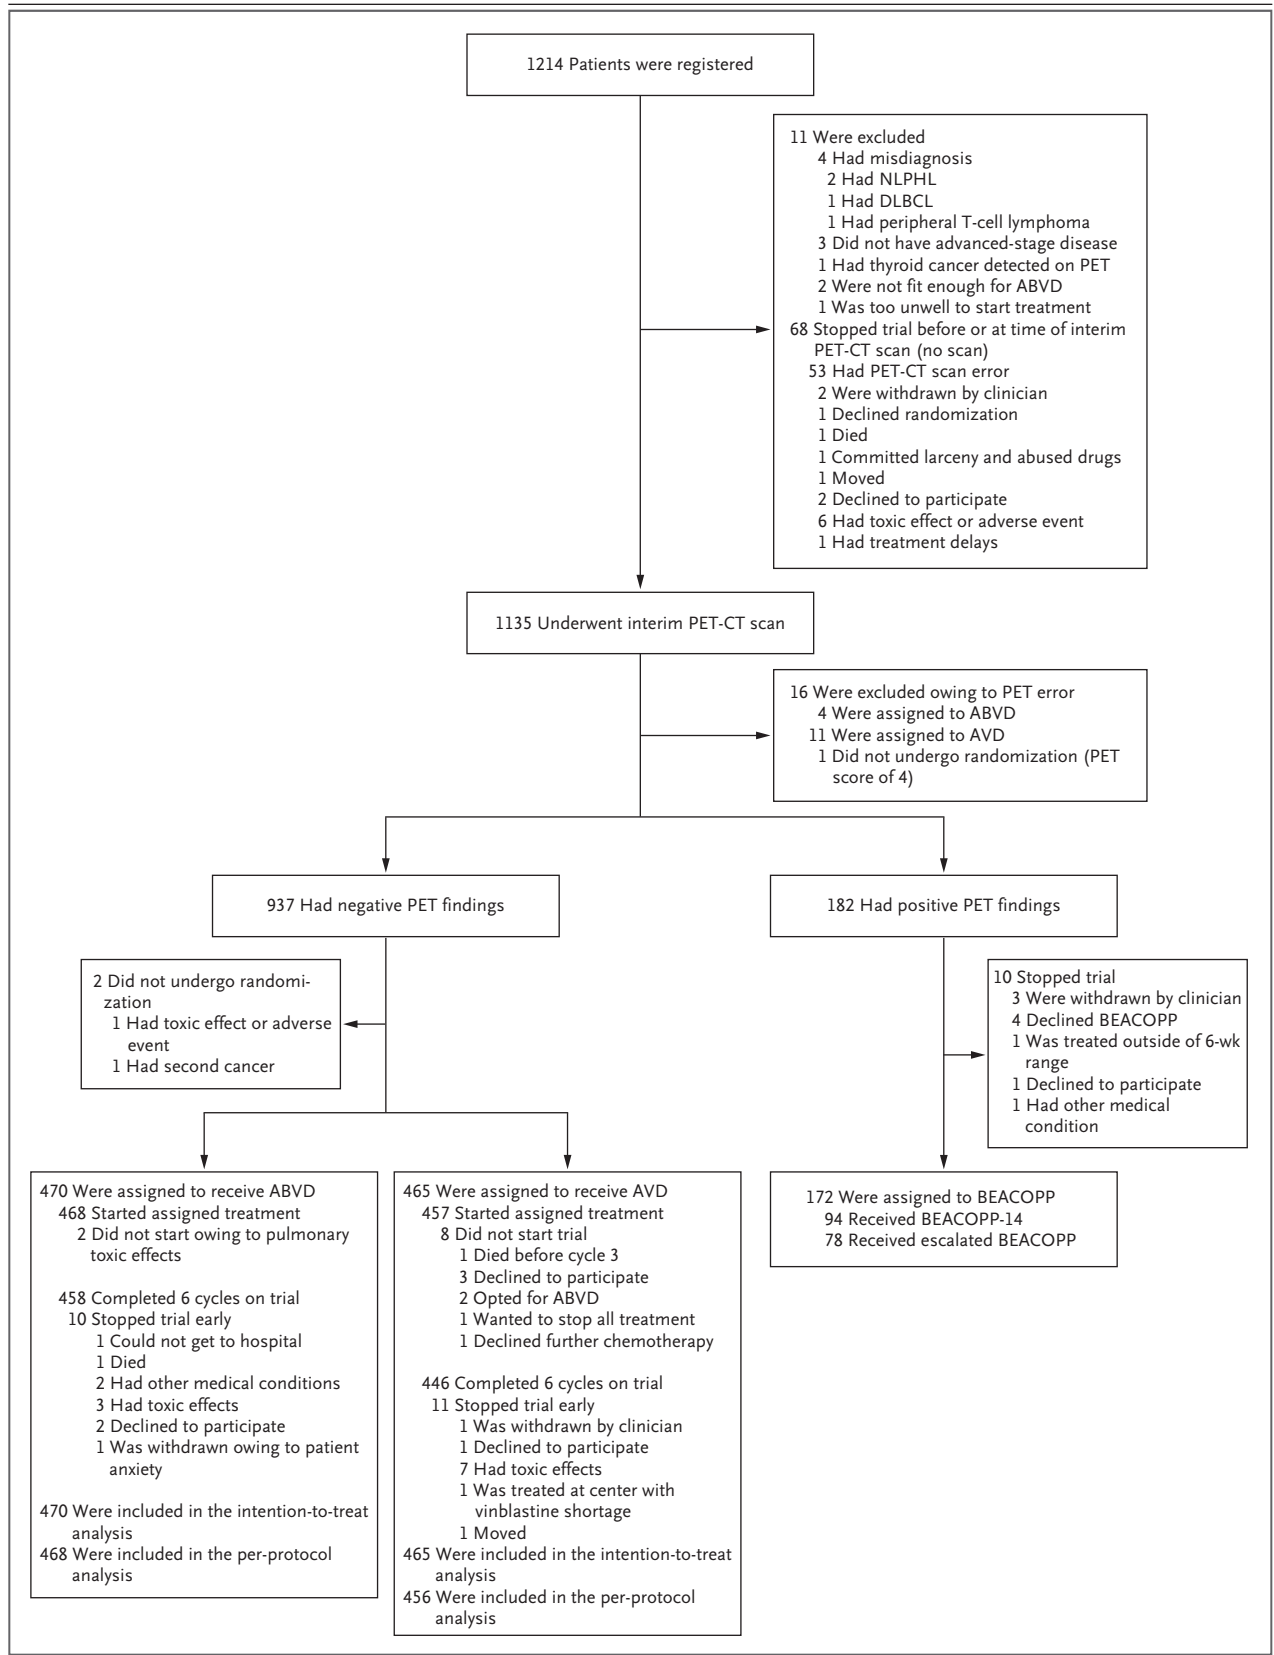 1214 Patients were registered
11 Were excluded
4 Had misdiagnosis
2 Had NLPHL
1 Had DLBCL
1 Had peripheral T-cell lymphoma
3 Did not have advanced-stage disease
1 Had thyroid cancer detected on PET
2 Were not fit enough for ABVD
1 Was too unwell to start treatment
68 Stopped trial before or at time of interim
PET-CT scan (no scan)
53 Had PET-CT scan error
2 Were withdrawn by clinician
1 Declined randomization
1 Died
1 Committed larceny and abused drugs
1 Moved
2 Declined to participate
6 Had toxic effect or adverse event
1 Had treatment delays
1135 Underwent interim PET-CT scan
16 Were excluded owing to PET error
4 Were assigned to ABVD
11 Were assigned to AVD
1 Did not undergo randomization (PET
score of 4)
937 Had negative PET findings
182 Had positive PET findings
2 Did not undergo randomi-
zation
1 Had toxic effect or adverse
event
1 Had second cancer
10 Stopped trial
3 Were withdrawn by clinician
4 Declined BEACOPP
1 Was treated outside of 6-wk
range
1 Declined to participate
1 Had other medical
condition
470 Were assigned to receive ABVD
468 Started assigned treatment
2 Did not start owing to pulmonary
toxic effects
458 Completed 6 cycles on trial
10 Stopped trial early
1 Could not get to hospital
1 Died
2 Had other medical conditions
3 Had toxic effects
2 Declined to participate
1 Was withdrawn owing to patient
anxiety
470 Were included in the intention-to-treat
analysis
468 Were included in the per-protocol
analysis
465 Were assigned to receive AVD
457 Started assigned treatment
8 Did not start trial
1 Died before cycle 3
3 Declined to participate
2 Opted for ABVD
1 Wanted to stop all treatment
1 Declined further chemotherapy
446 Completed 6 cycles on trial
11 Stopped trial early
1 Was withdrawn by clinician
1 Declined to participate
7 Had toxic effects
1 Was treated at center with
vinblastine shortage
1 Moved
465 Were included in the intention-to-treat
analysis
456 Were included in the per-protocol
analysis
172 Were assigned to BEACOPP
94 Received BEACOPP-14
78 Received escalated BEACOPP